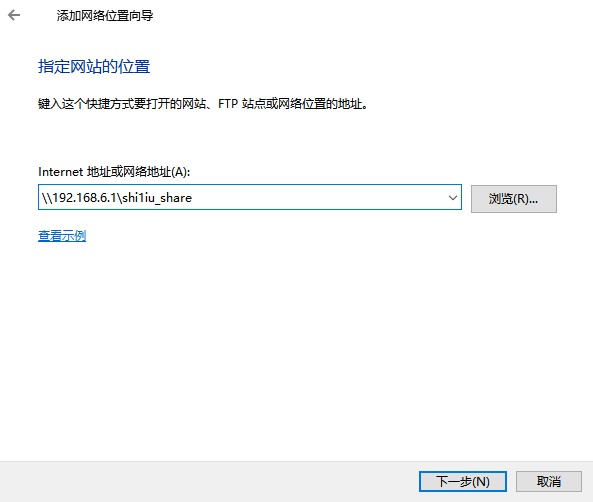 添加网络位置向导
指定网站的位置
键入这个快捷方式要打开的网站、FTP 站点或网络位置的地址。
Internet 地址或网络地址(A):
\\192.168.6.1\shi1iu_share
浏览(R)...
查看示例
下一步(N)
取消